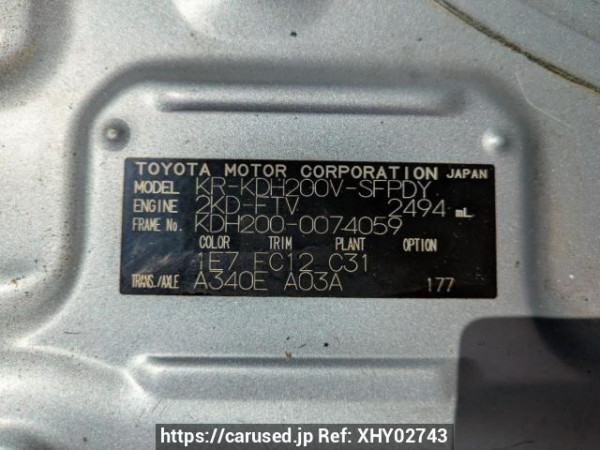 TOYOTA MOTOR CORPORATION JAPAN
MODEL KR-KDH200V-SFPDY
ENGINE 2KD-FTV 2494 mL
FRAME No. KDH200-0074059
COLOR TRIM PLANT OPTION
1E7 FC12 C31
TRANS./AXLE A340E A03A 177
https://carused.jp Ref: XHY02743